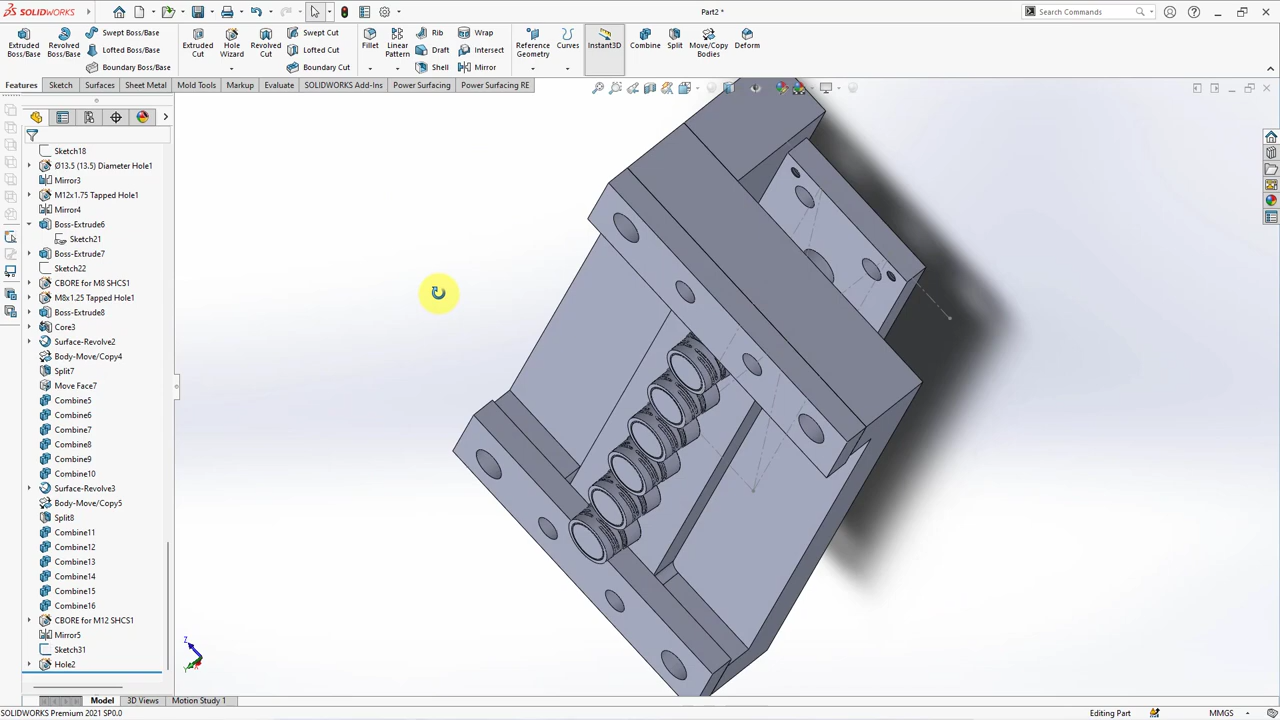 SOLIDWORKS
Part2 *
Search Commands
Extruded Boss/Base
Revolved Boss/Base
Swept Boss/Base
Lofted Boss/Base
Boundary Boss/Base
Extruded Cut
Hole Wizard
Revolved Cut
Swept Cut
Lofted Cut
Boundary Cut
Fillet
Linear Pattern
Rib
Draft
Shell
Wrap
Intersect
Mirror
Reference Geometry
Curves
Instant3D
Combine
Split
Move/Copy Bodies
Deform
Features
Sketch
Surfaces
Sheet Metal
Mold Tools
Markup
Evaluate
SOLIDWORKS Add-Ins
Power Surfacing
Power Surfacing RE
Sketch18
Ø13.5 (13.5) Diameter Hole1
Mirror3
M12x1.75 Tapped Hole1
Mirror4
Boss-Extrude6
Sketch21
Boss-Extrude7
Sketch22
CBORE for M8 SHCS1
M8x1.25 Tapped Hole1
Boss-Extrude8
Core3
Surface-Revolve2
Body-Move/Copy4
Split7
Move Face7
Combine5
Combine6
Combine7
Combine8
Combine9
Combine10
Surface-Revolve3
Body-Move/Copy5
Split8
Combine11
Combine12
Combine13
Combine14
Combine15
Combine16
CBORE for M12 SHCS1
Mirror5
Sketch31
Hole2
Z
Model
3D Views
Motion Study 1
SOLIDWORKS Premium 2021 SP0.0
Editing Part
MMGS